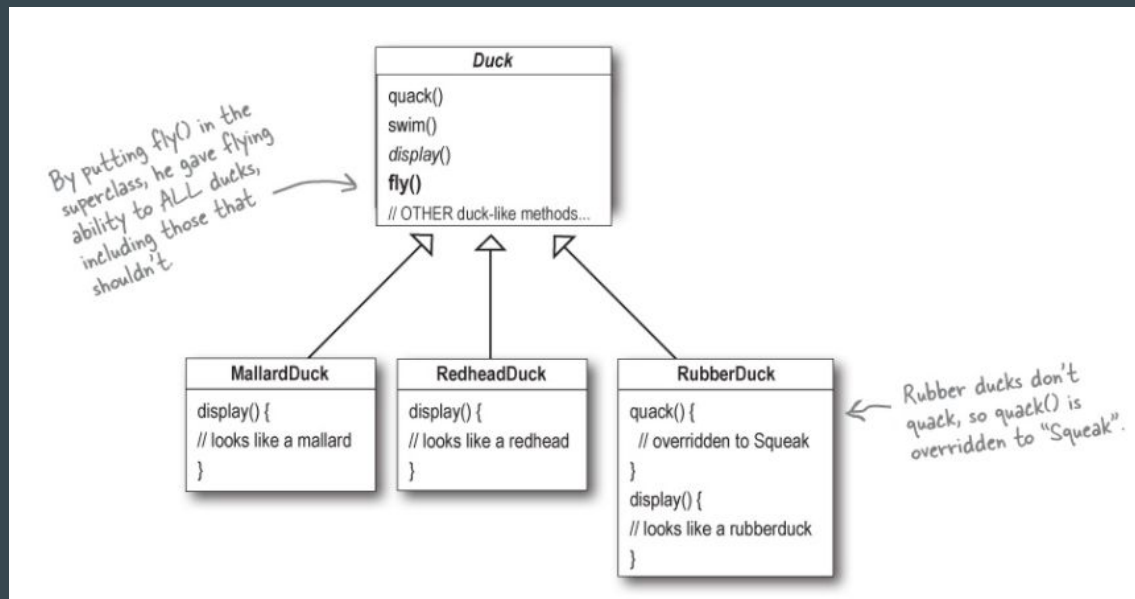 Duck
quack()
swim()
display()
fly()
// OTHER duck-like methods...
By putting fly() in the
superclass, he gave flying
ability to ALL ducks,
including those that
shouldn't
MallardDuck
display() {
// looks like a mallard
}
RedheadDuck
display() {
// looks like a redhead
}
RubberDuck
quack() {
// overridden to Squeak
}
display() {
// looks like a rubberduck
}
Rubber ducks don't
quack, so quack() is
overridden to "Squeak".